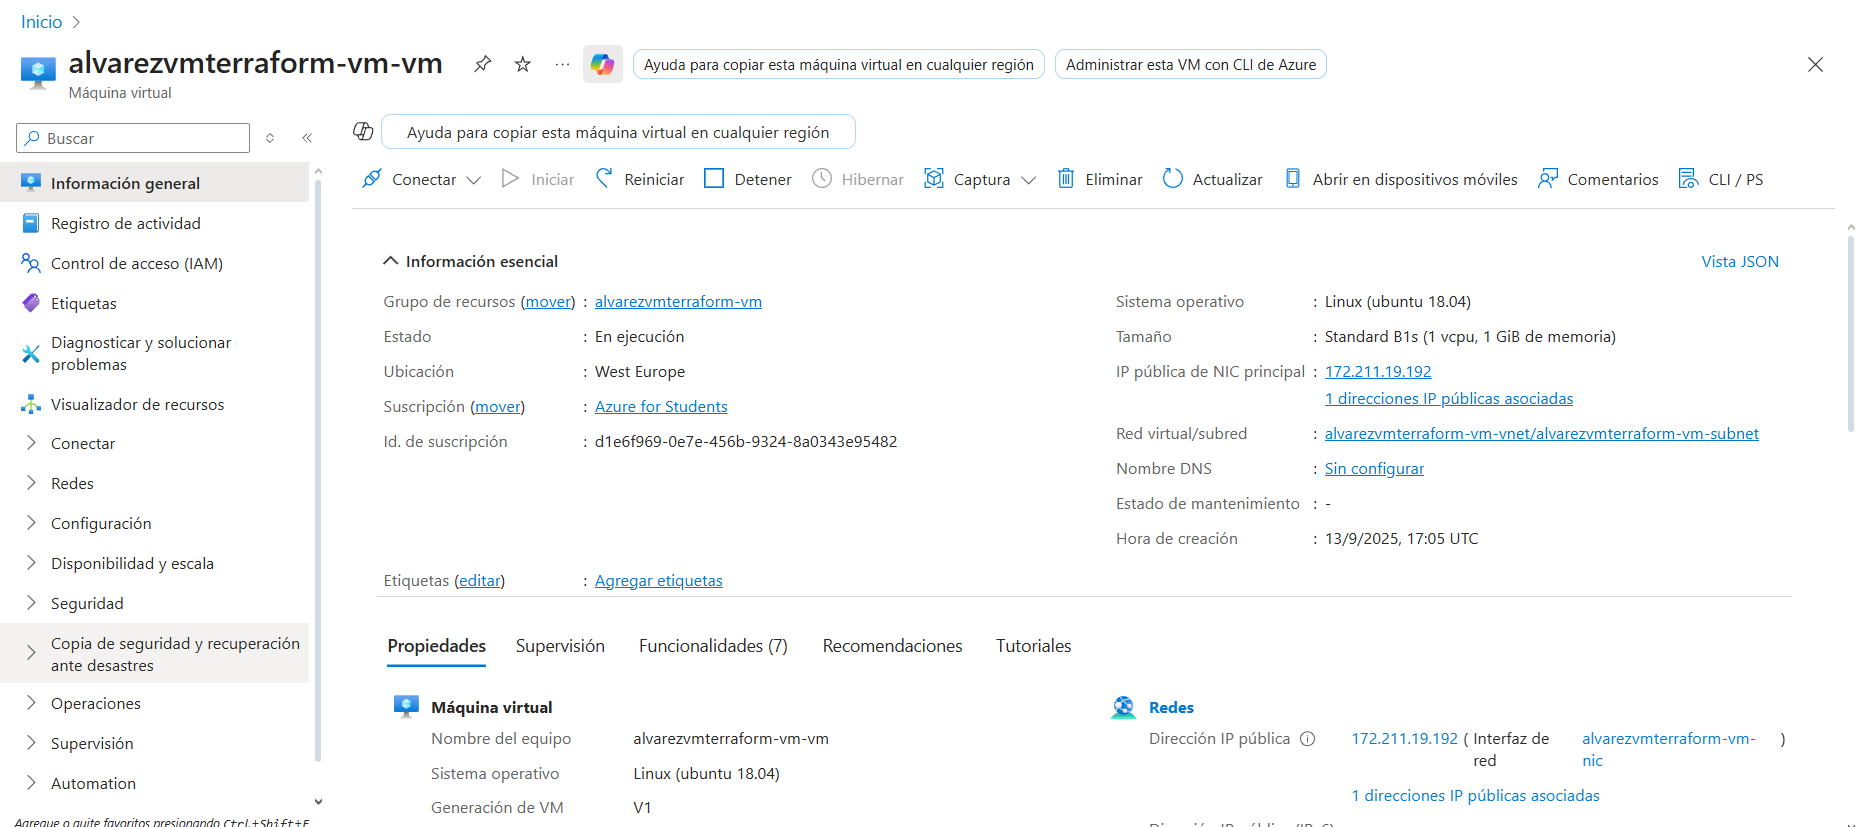 Inicio
alvarezvmterraform-vm-vm
Ayuda para copiar esta máquina virtual en cualquier región
Administrar esta VM con CLI de Azure
Máquina virtual
Buscar
Información general
Registro de actividad
Control de acceso (IAM)
Etiquetas
Diagnosticar y solucionar
problemas
Visualizador de recursos
Conectar
Redes
Configuración
Disponibilidad y escala
Seguridad
Copia de seguridad y recuperación
ante desastres
Operaciones
Supervisión
Automation
Agregue o quite favoritos presionando Ctrl+Shift+F
Ayuda para copiar esta máquina virtual en cualquier región
Conectar Iniciar Reiniciar Detener Hibernar Captura Eliminar Actualizar Abrir en dispositivos móviles Comentarios CLI / PS
Información esencial
Vista JSON
Grupo de recursos (mover) : alvarezvmterraform-vm
Estado : En ejecución
Ubicación : West Europe
Suscripción (mover) : Azure for Students
Id. de suscripción : d1e6f969-0e7e-456b-9324-8a0343e95482
Sistema operativo : Linux (ubuntu 18.04)
Tamaño : Standard B1s (1 vcpu, 1 GiB de memoria)
IP pública de NIC principal : 172.211.19.192
1 direcciones IP públicas asociadas
Red virtual/subred : alvarezvmterraform-vm-vnet/alvarezvmterraform-vm-subnet
Nombre DNS : Sin configurar
Estado de mantenimiento : -
Hora de creación : 13/9/2025, 17:05 UTC
Etiquetas (editar) : Agregar etiquetas
Propiedades Supervisión Funcionalidades (7) Recomendaciones Tutoriales
Máquina virtual
Nombre del equipo alvarezvmterraform-vm-vm
Sistema operativo Linux (ubuntu 18.04)
Generación de VM V1
Redes
Dirección IP pública 172.211.19.192 ( Interfaz de alvarezvmterraform-vm- )
red nic
1 direcciones IP públicas asociadas